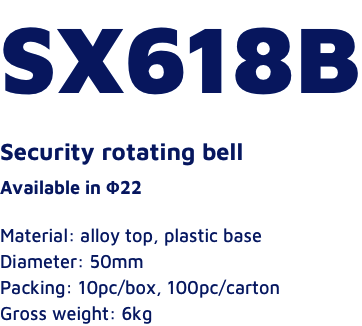 SX618B
Security rotating bell
Available in Φ22
Material: alloy top, plastic base
Diameter: 50mm
Packing: 10pc/box, 100pc/carton
Gross weight: 6kg